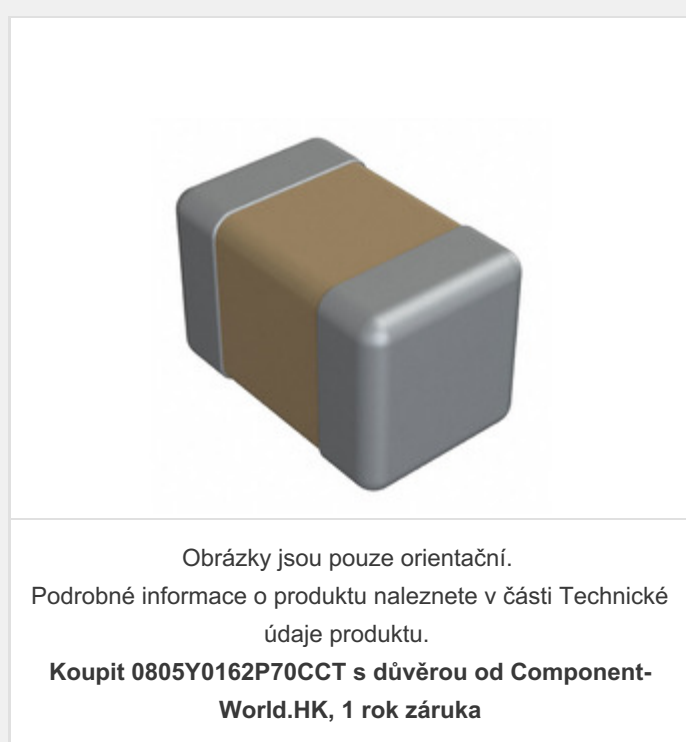 Obrázky jsou pouze orientační.
Podrobné informace o produktu naleznete v části Technické
údaje produktu.
Koupit 0805Y0162P70CCT s důvěrou od Component-
World.HK, 1 rok záruka